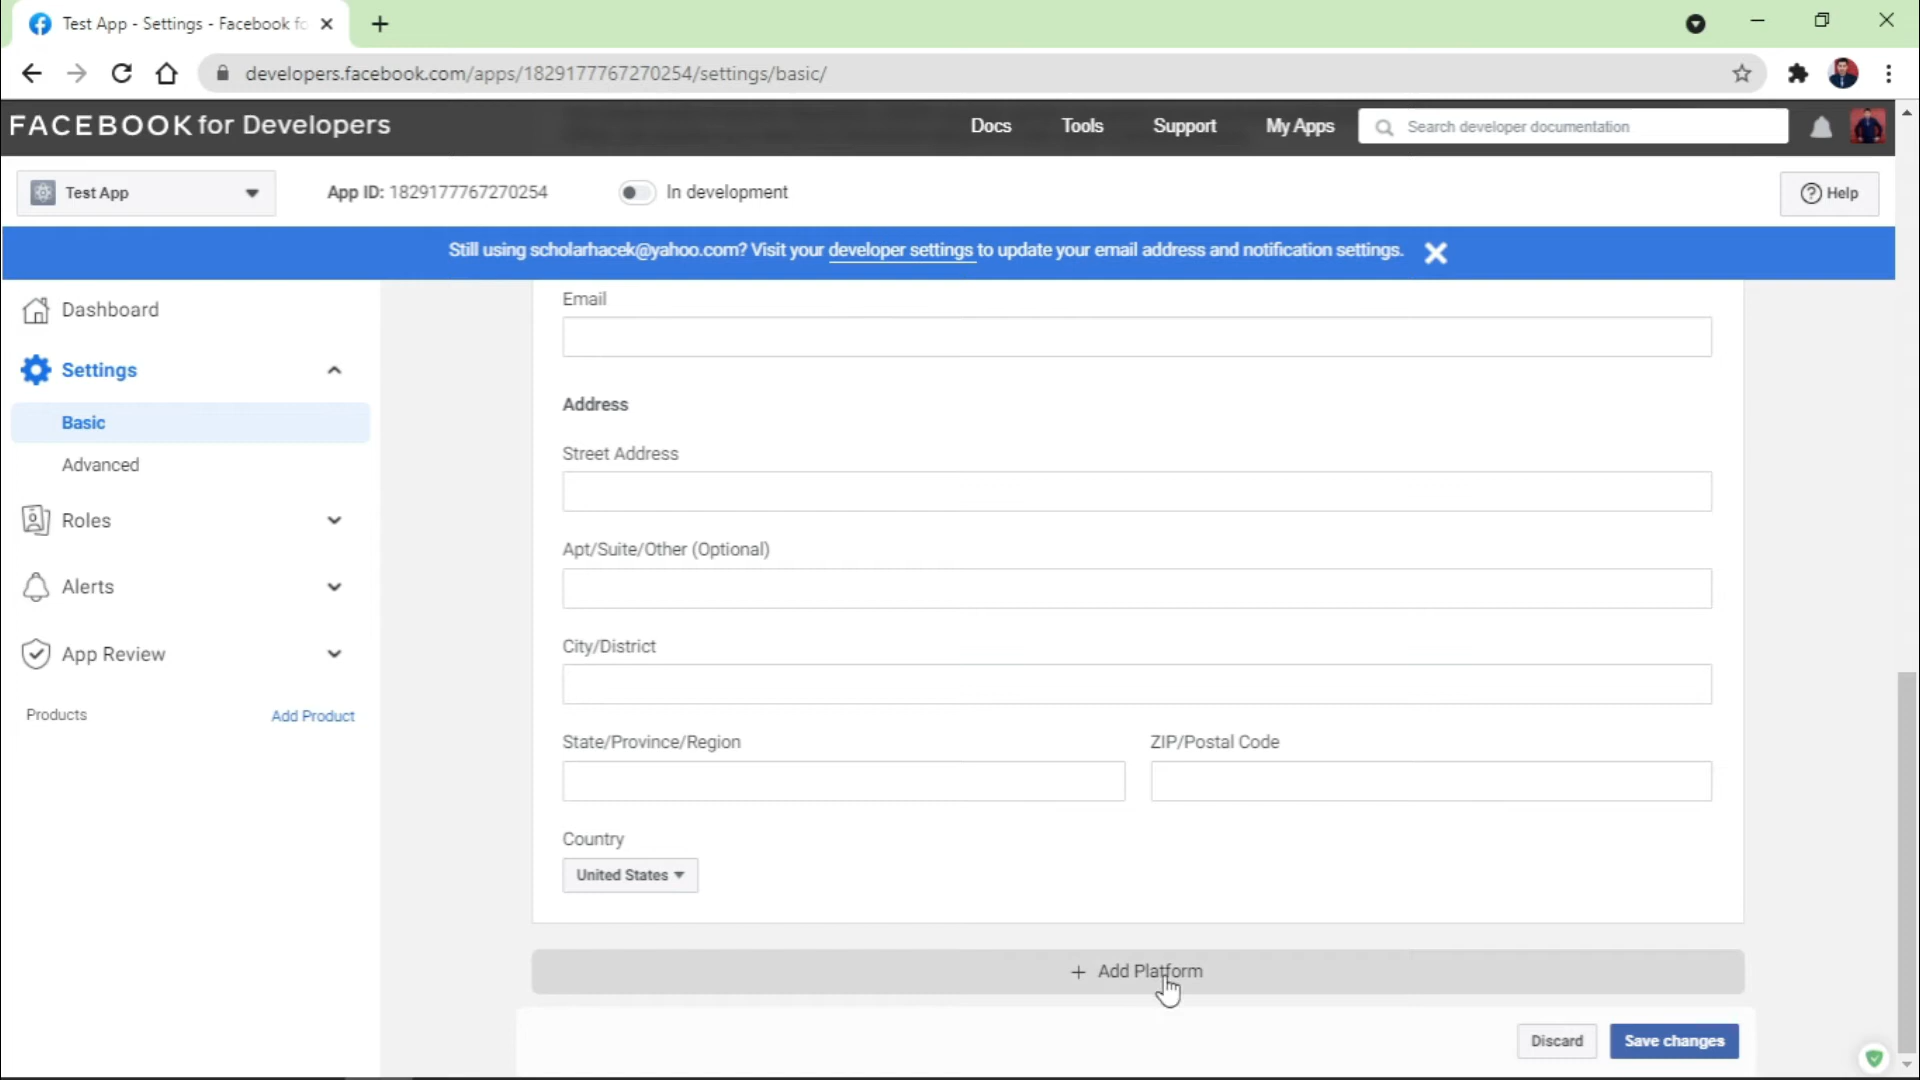 Test App - Settings - Facebook fo
developers.facebook.com/apps/1829177767270254/settings/basic/
FACEBOOK for Developers
Docs
Tools
Support
My Apps
Search developer documentation
Test App
App ID: 1829177767270254
In development
Help
Still using scholarhacek@yahoo.com? Visit your developer settings to update your email address and notification settings.
Dashboard
Settings
Basic
Advanced
Roles
Alerts
App Review
Products
Add Product
Email
Address
Street Address
Apt/Suite/Other (Optional)
City/District
State/Province/Region
ZIP/Postal Code
Country
United States
+ Add Platform
Discard
Save changes